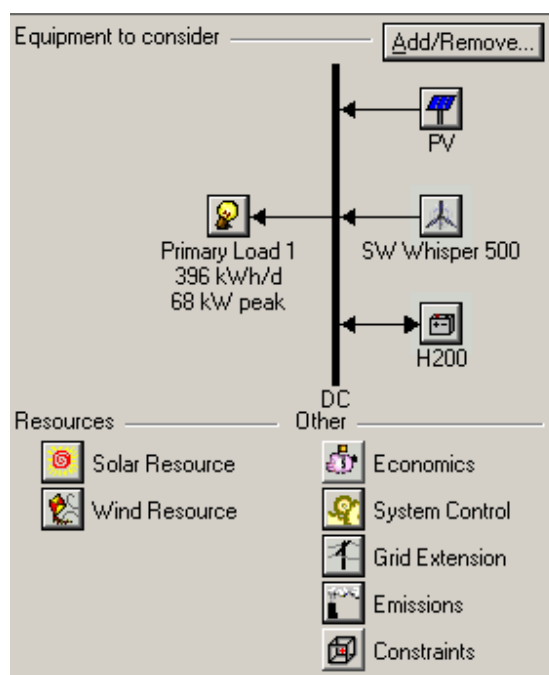 Equipment to consider
Add/Remove...
PV
Primary Load 1
396 kWh/d
68 kW peak
SW Whisper 500
H200
DC
Resources
Other
Solar Resource
Economics
Wind Resource
System Control
Grid Extension
Emissions
Constraints